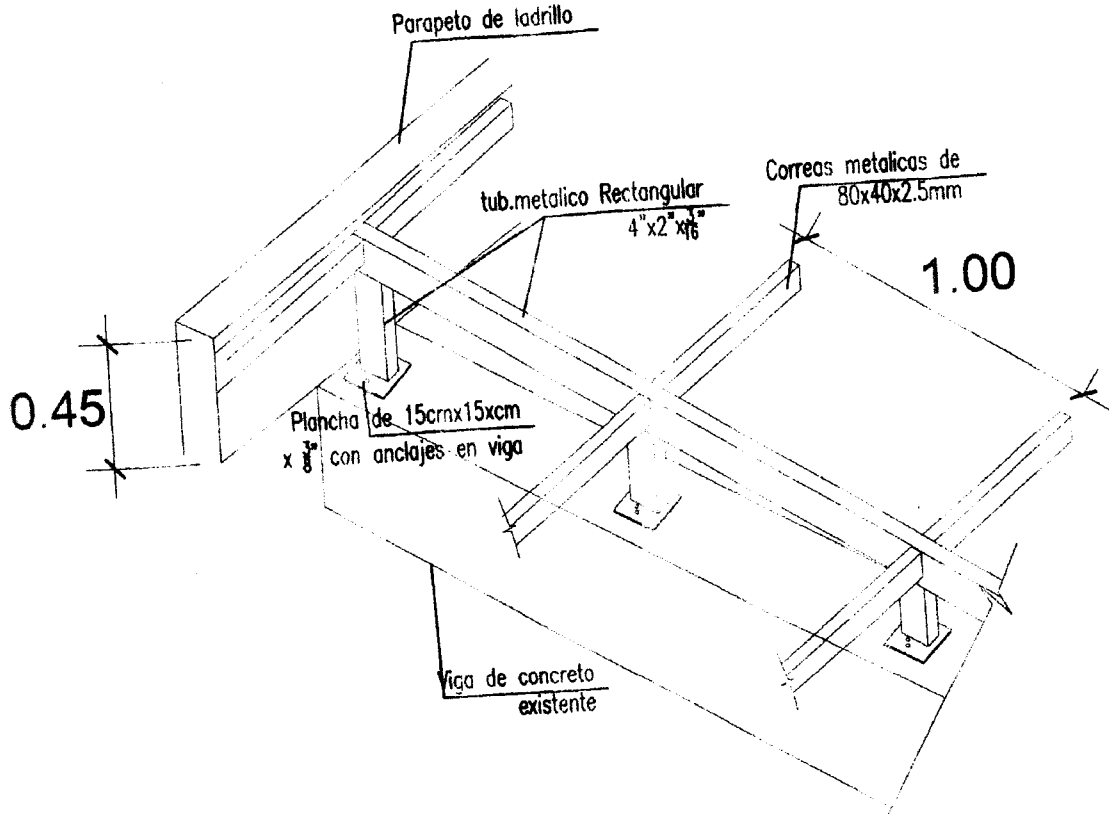 Parapeto de ladrillo
tub.metalico Rectangular
4"x2"x3/16"
Correas metalicas de
80x40x2.5mm
1.00
0.45
Plancha de 15cmx15xcm
x 3/8" con anclajes en viga
Viga de concreto
existente